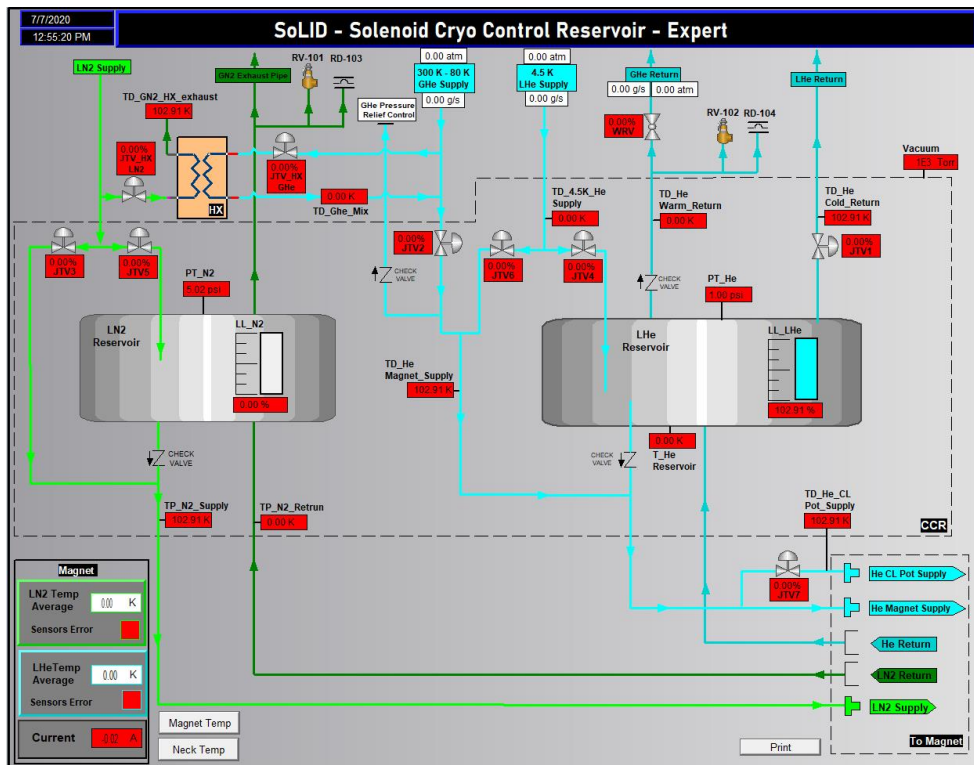 7/7/2020
12:55:20 PM
SoLID - Solenoid Cryo Control Reservoir - Expert
LN2 Supply
GN2 Exhaust Pipe
RV-101
RD-103
0.00 atm
300 K - 80 K
GHe Supply
0.00 g/s
0.00 atm
4.5 K
LHe Supply
0.00 g/s
GHe Return
0.00 g/s
0.00 atm
LHe Return
TD_GN2_HX_exhaust
102.91 K
GHe Pressure
Relief Control
0.00%
WRV
RV-102
RD-104
0.00%
JTV_HX
LN2
HX
0.00%
JTV_HX
GHe
0.00 K
TD_Ghe_Mix
Vacuum
1E3 Torr
TD_4.5K_He
Supply
0.00 K
TD_He
Warm_Return
0.00 K
TD_He
Cold_Return
102.91 K
0.00%
JTV3
0.00%
JTV5
0.00%
JTV2
0.00%
JTV6
0.00%
JTV4
0.00%
JTV1
PT_N2
5.02 psi
CHECK
VALVE
CHECK
VALVE
PT_He
1.00 psi
LN2
Reservoir
LL_N2
0.00 %
LHe
Reservoir
LL_LHe
102.91 %
TD_He
Magnet_Supply
102.91 K
CHECK
VALVE
CHECK
VALVE
0.00 K
T_He
Reservoir
TP_N2_Supply
102.91 K
TP_N2_Retrun
0.00 K
TD_He_CL
Pot_Supply
102.91 K
CCR
Magnet
LN2 Temp
Average
0.00 K
Sensors Error
LHeTemp
Average
0.00 K
Sensors Error
Current
-0.02 A
0.00%
JTV7
He CL Pot Supply
He Magnet Supply
He Return
LN2 Return
LN2 Supply
To Magnet
Magnet Temp
Neck Temp
Print